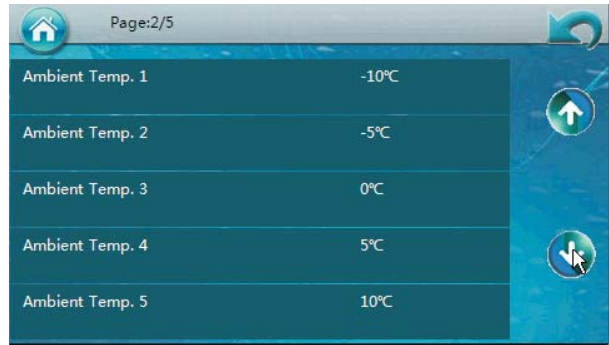 Page:2/5
Ambient Temp. 1 -10℃
Ambient Temp. 2 -5℃
Ambient Temp. 3 0℃
Ambient Temp. 4 5℃
Ambient Temp. 5 10℃